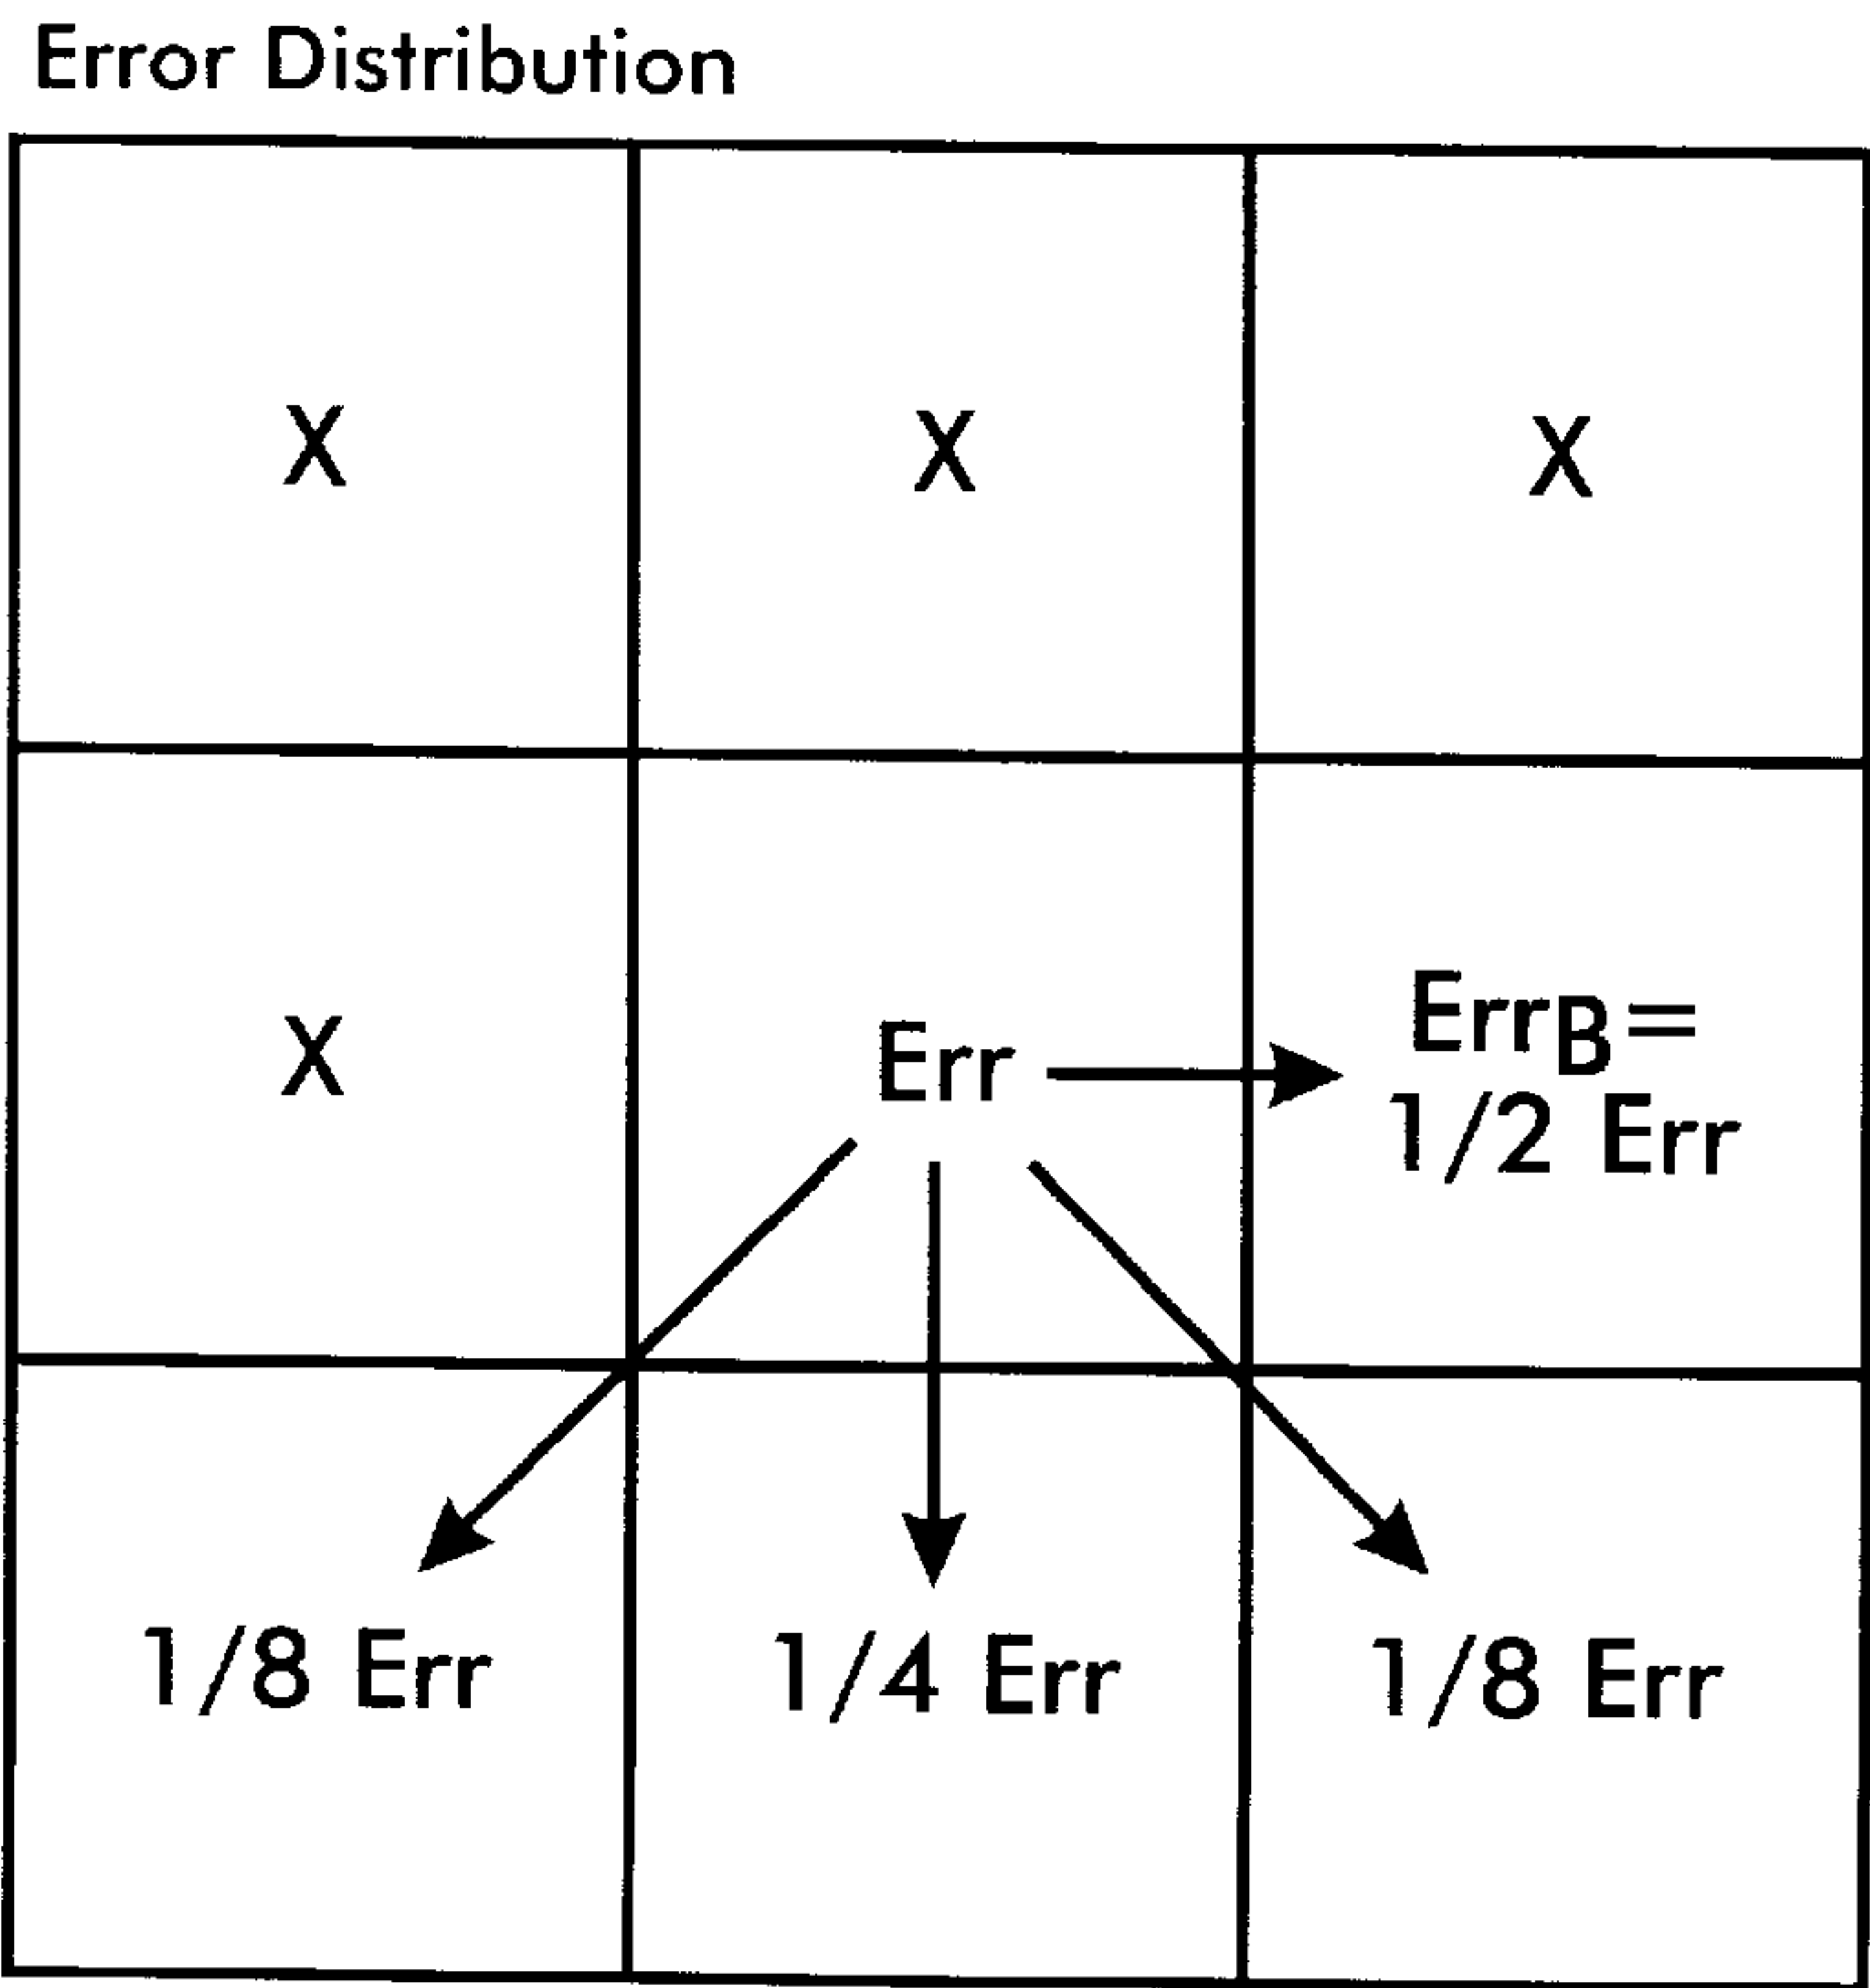 Error Distribution
X X X
X Err ErrB=
1/2 Err
1/8 Err 1/4 Err 1/8 Err